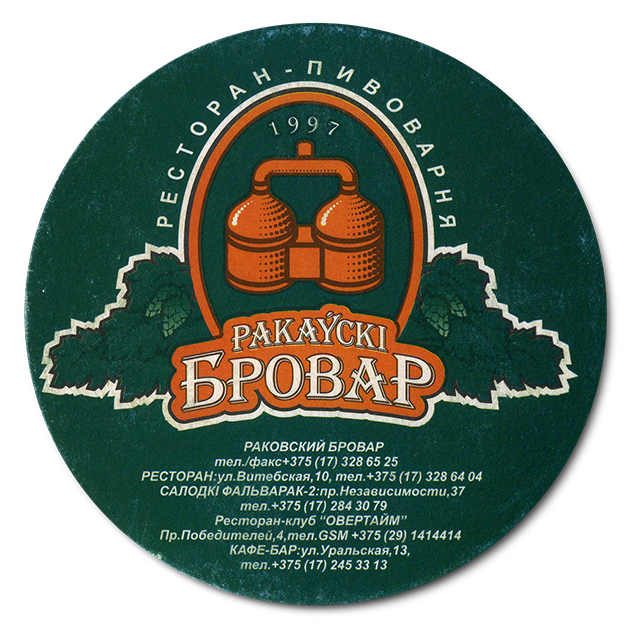 РЕСТОРАН-ПИВОВАРНЯ
1997
РАКАЎСКІ
БРОВАР
РАКОВСКИЙ БРОВАР
тел./факс+375 (17) 328 65 25
РЕСТОРАН:ул.Витебская,10, тел.+375 (17) 328 64 04
САЛОДКІ ФАЛЬВАРАК-2:пр.Независимости,37
тел.+375 (17) 284 30 79
Ресторан-клуб “ОВЕРТАЙМ”
Пр.Победителей,4,тел.GSM +375 (29) 1414414
КАФЕ-БАР:ул.Уральская,13,
тел.+375 (17) 245 33 13